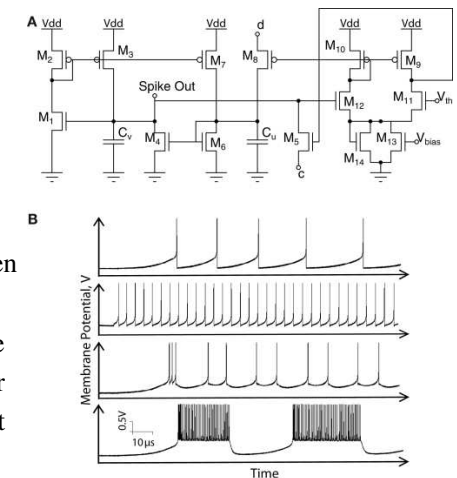 A
Vdd Vdd Vdd d Vdd Vdd
M2 M3 M7 M8 M10 M9
Spike Out
M12 M11 Vth
M1 Cv M4 M6 Cu M5 M14 M13 Vbias
c
B
en
e
r
t
Membrane Potential, V
0.5V
10µs
Time